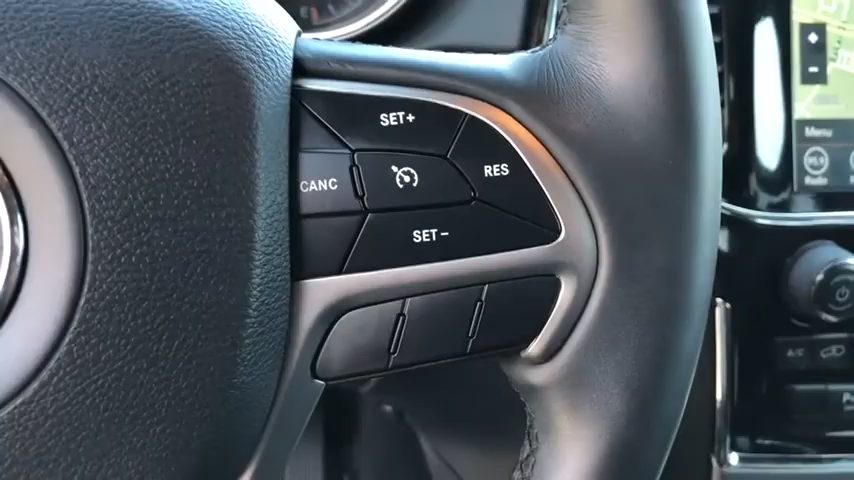 SET+
CANC
RES
SET−
Menu
Radio
A/C